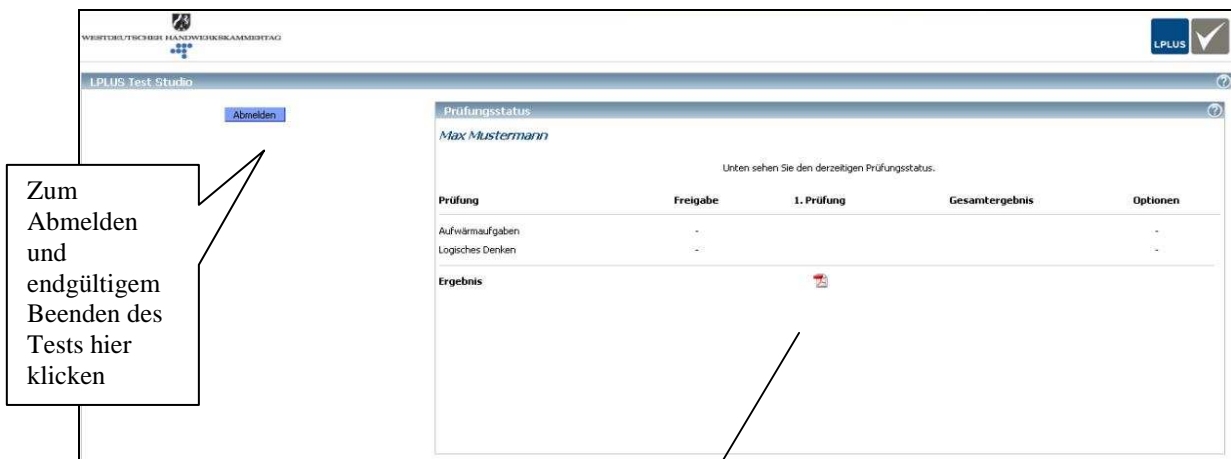 WESTDEUTSCHER HANDWERKSKAMMERTAG
LPLUS
LPLUS Test Studio
Abmelden
Prüfungsstatus
Max Mustermann
Unten sehen Sie den derzeitigen Prüfungsstatus.
Prüfung Freigabe 1. Prüfung Gesamtergebnis Optionen
Aufwärmaufgaben - -
Logisches Denken - -
Ergebnis
Zum
Abmelden
und
endgültigem
Beenden des
Tests hier
klicken